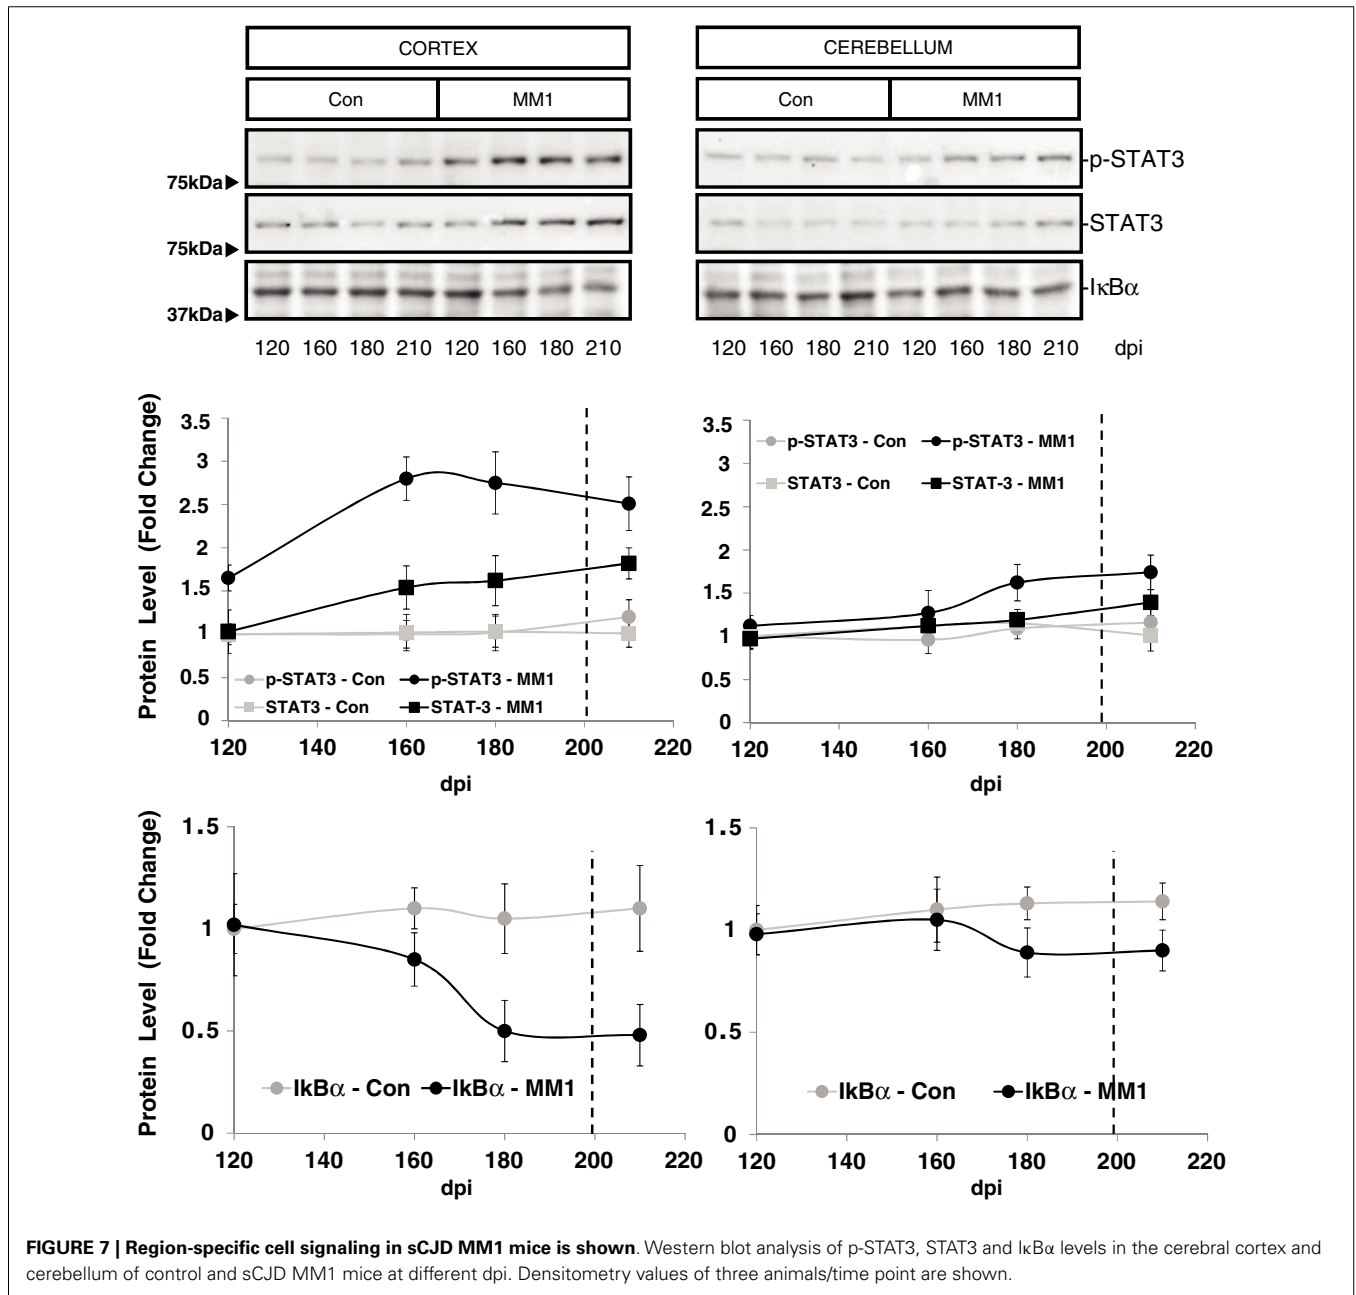 CORTEX
CEREBELLUM
Con MM1
Con MM1
75kDa
p-STAT3
75kDa
STAT3
37kDa
IκBα
120 160 180 210 120 160 180 210
120 160 180 210 120 160 180 210 dpi
Protein Level (Fold Change)
3.5
3
2.5
2
1.5
1
0.5
0
p-STAT3 - Con p-STAT3 - MM1
STAT3 - Con STAT-3 - MM1
120 140 160 180 200 220
dpi
3.5
3
2.5
2
1.5
1
0.5
0
p-STAT3 - Con p-STAT3 - MM1
STAT3 - Con STAT-3 - MM1
120 140 160 180 200 220
dpi
Protein Level (Fold Change)
1.5
1
0.5
0
IkBα - Con IkBα - MM1
120 140 160 180 200 220
dpi
1.5
1
0.5
0
IkBα - Con IkBα - MM1
120 140 160 180 200 220
dpi
FIGURE 7 | Region-specific cell signaling in sCJD MM1 mice is shown. Western blot analysis of p-STAT3, STAT3 and IκBα levels in the cerebral cortex and
cerebellum of control and sCJD MM1 mice at different dpi. Densitometry values of three animals/time point are shown.